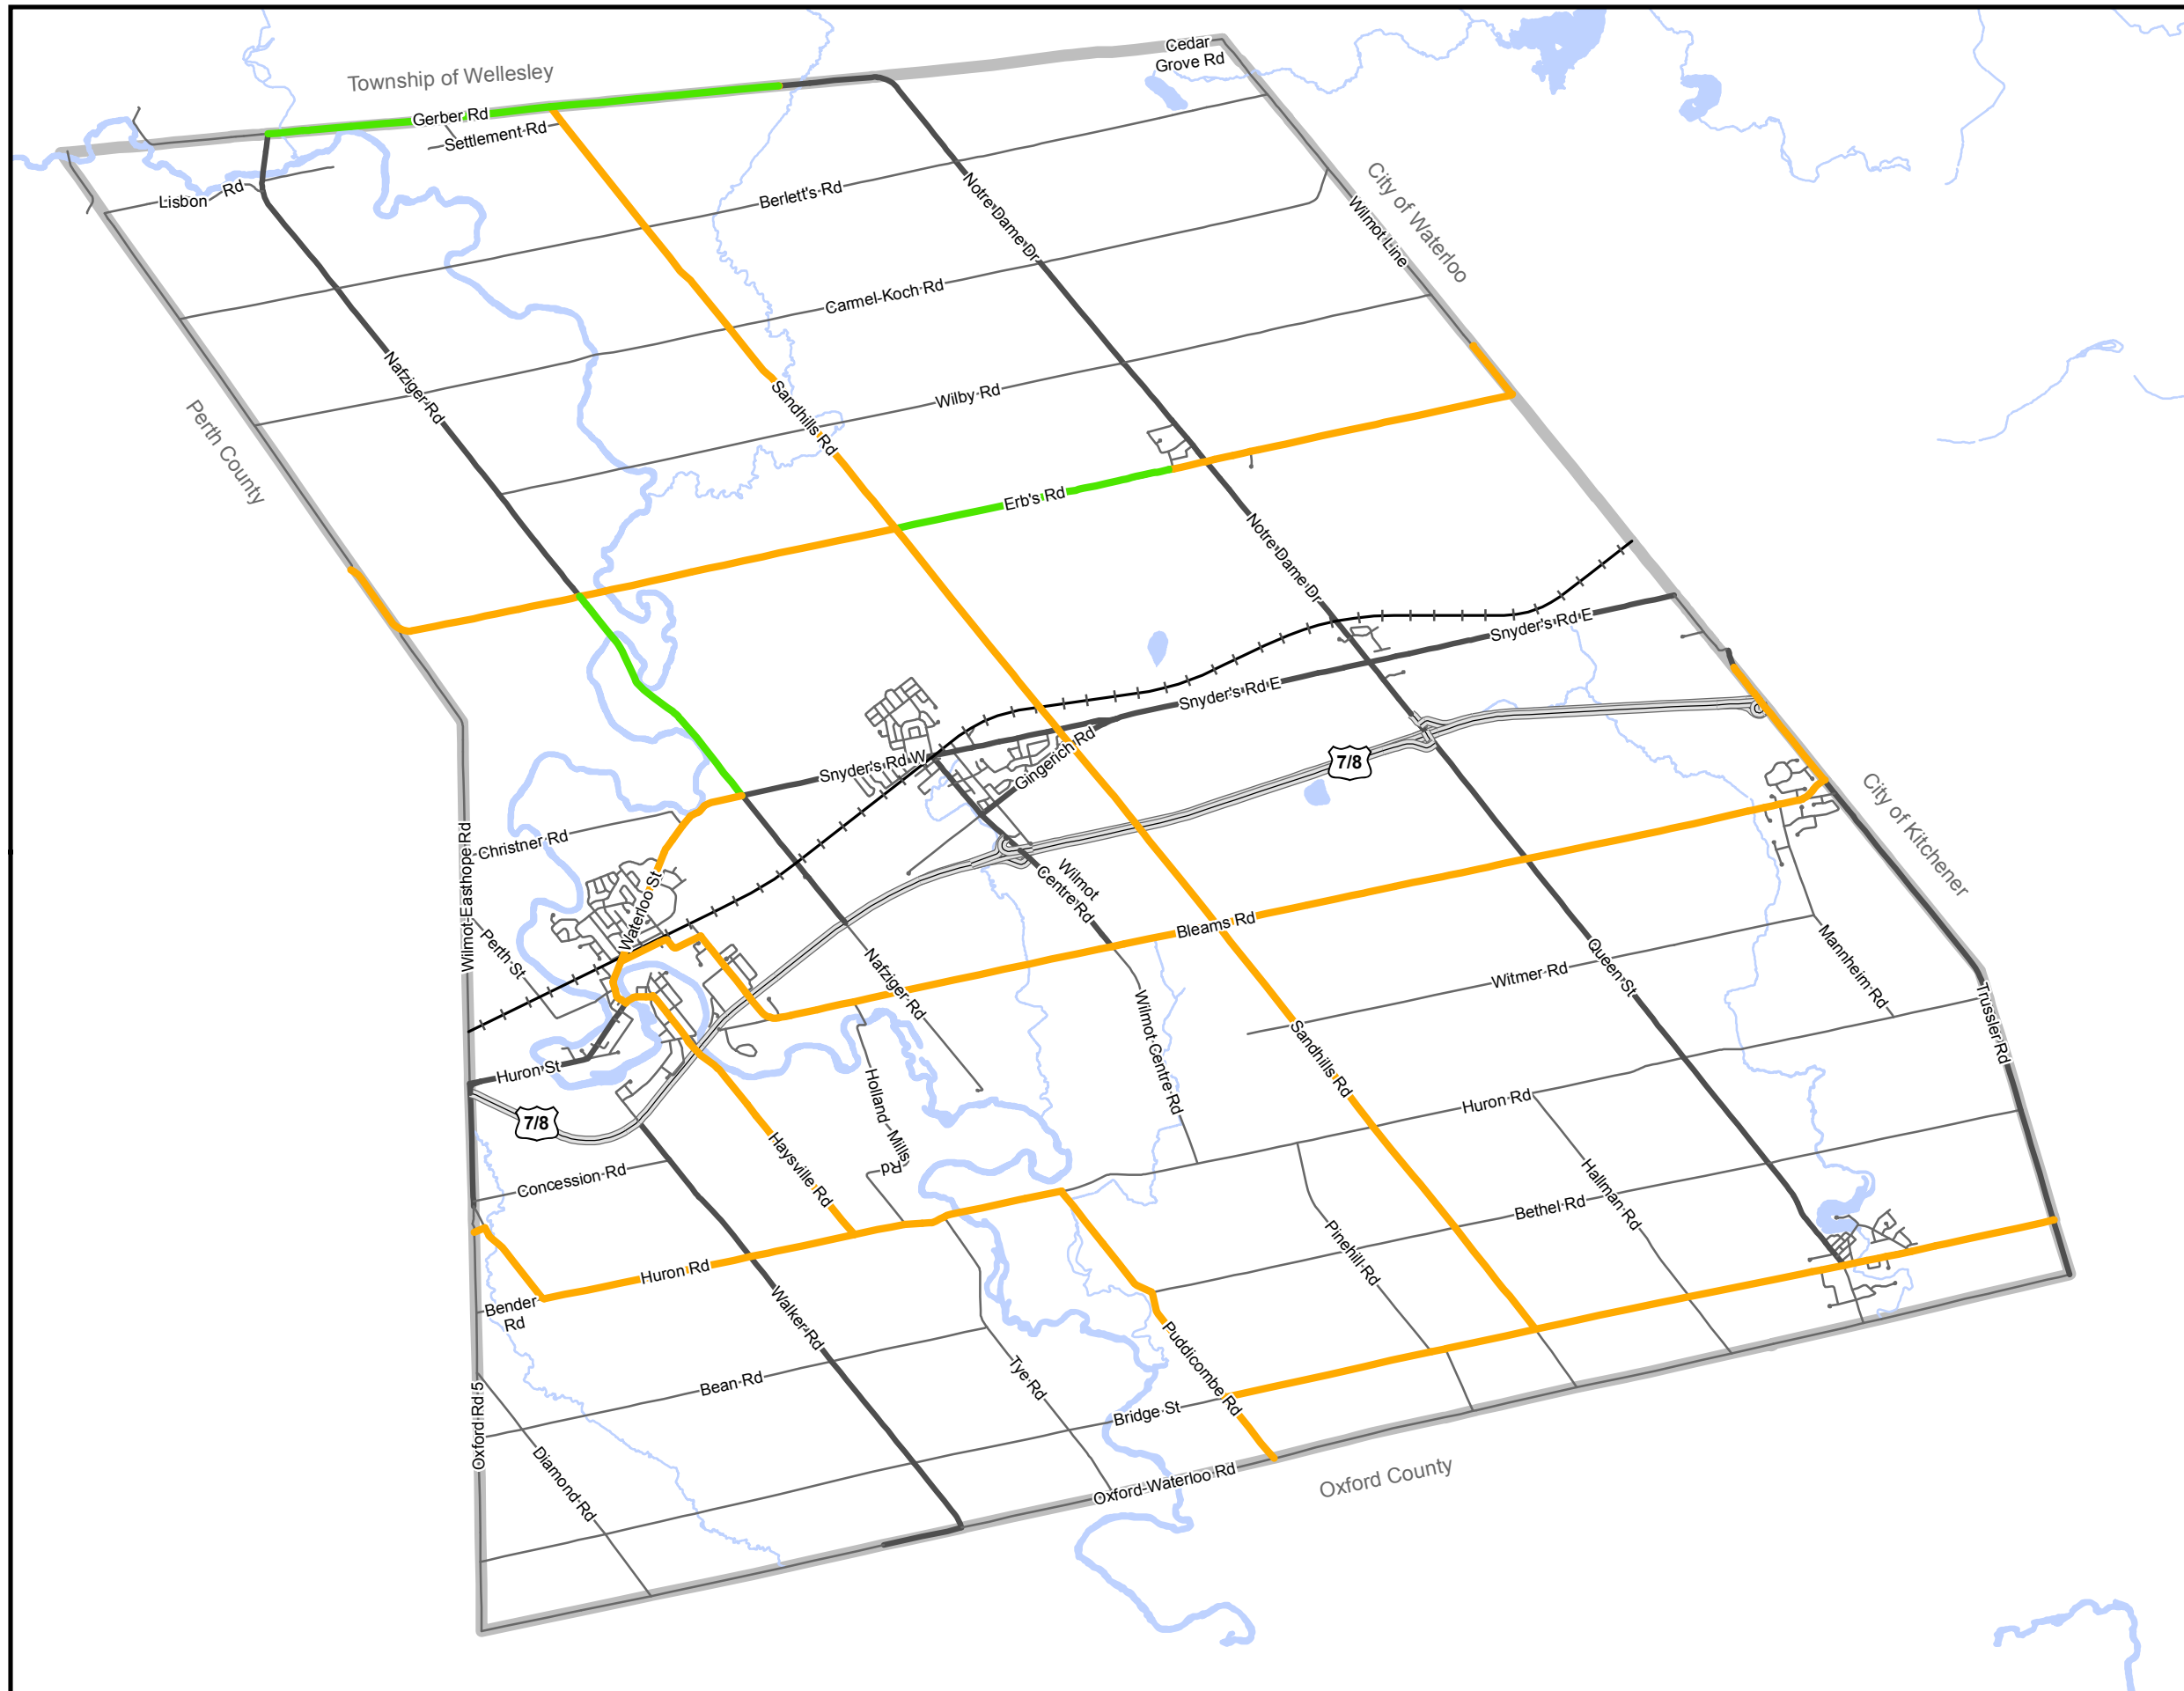 Cedar
Grove Rd
Township of Wellesley
Gerber Rd
Settlement Rd
Lisbon Rd
Berlett's Rd
Notre Dame Dr
City of Waterloo
Wilmot Line
Carmel-Koch Rd
Nafziger Rd
Sandhills Rd
Wilby Rd
Perth County
Erb's Rd
Notre Dame Dr
Snyder's Rd E
Snyder's Rd E
Snyder's Rd W
Gingerich Rd
7/8
City of Kitchener
Christner Rd
Wilmot-Easthope Rd
Waterloo St
Wilmot
Centre Rd
Bleams Rd
Perth St
Nafziger Rd
Queen St
Witmer Rd
Mannheim Rd
Trussler Rd
Wilmot Centre Rd
Sandhills Rd
Huron St
Holland Mills
Rd
7/8
Huron Rd
Haysville Rd
Concession Rd
Hallman Rd
Bethel Rd
Pinehill Rd
Huron Rd
Bender
Rd
Walker Rd
Puddicombe Rd
Tye Rd
Bean Rd
Bridge St
Oxford Rd 5
Diamond Rd
Oxford-Waterloo Rd
Oxford County